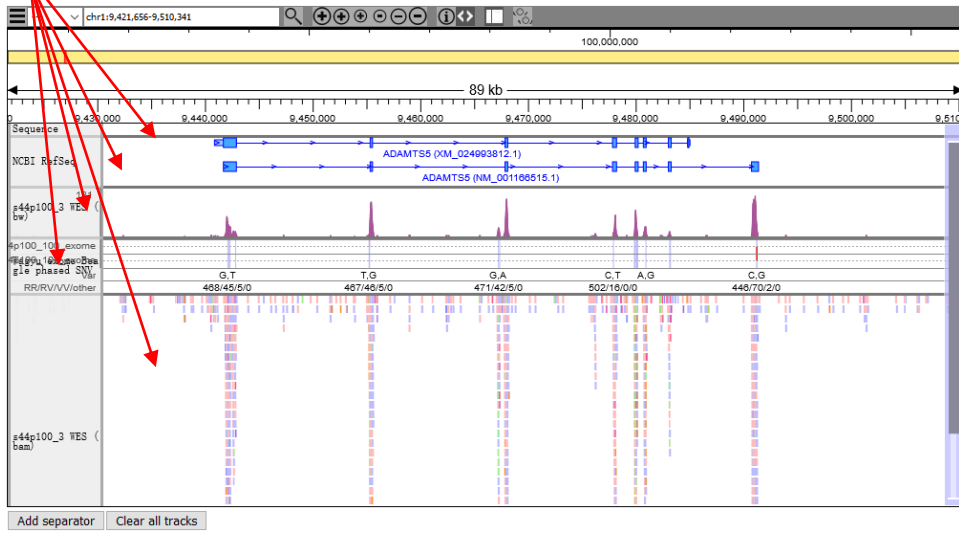 chr1:9,421,656-9,510,341
100,000,000
89 kb
9,430,000 9,440,000 9,450,000 9,460,000 9,470,000 9,480,000 9,490,000 9,500,000 9,510
Sequence
ADAMTS5 (XM_024993812.1)
NCBI RefSeq
ADAMTS5 (NM_001166515.1)
s44p100_3 WES (
bw)
4p100_100_exome
gle phased SNV
Var G,T T,G G,A C,T A,G C,G
RR/RV/VV/other 468/45/5/0 467/46/5/0 471/42/5/0 502/16/0/0 446/70/2/0
s44p100_3 WES (
bam)
Add separator Clear all tracks